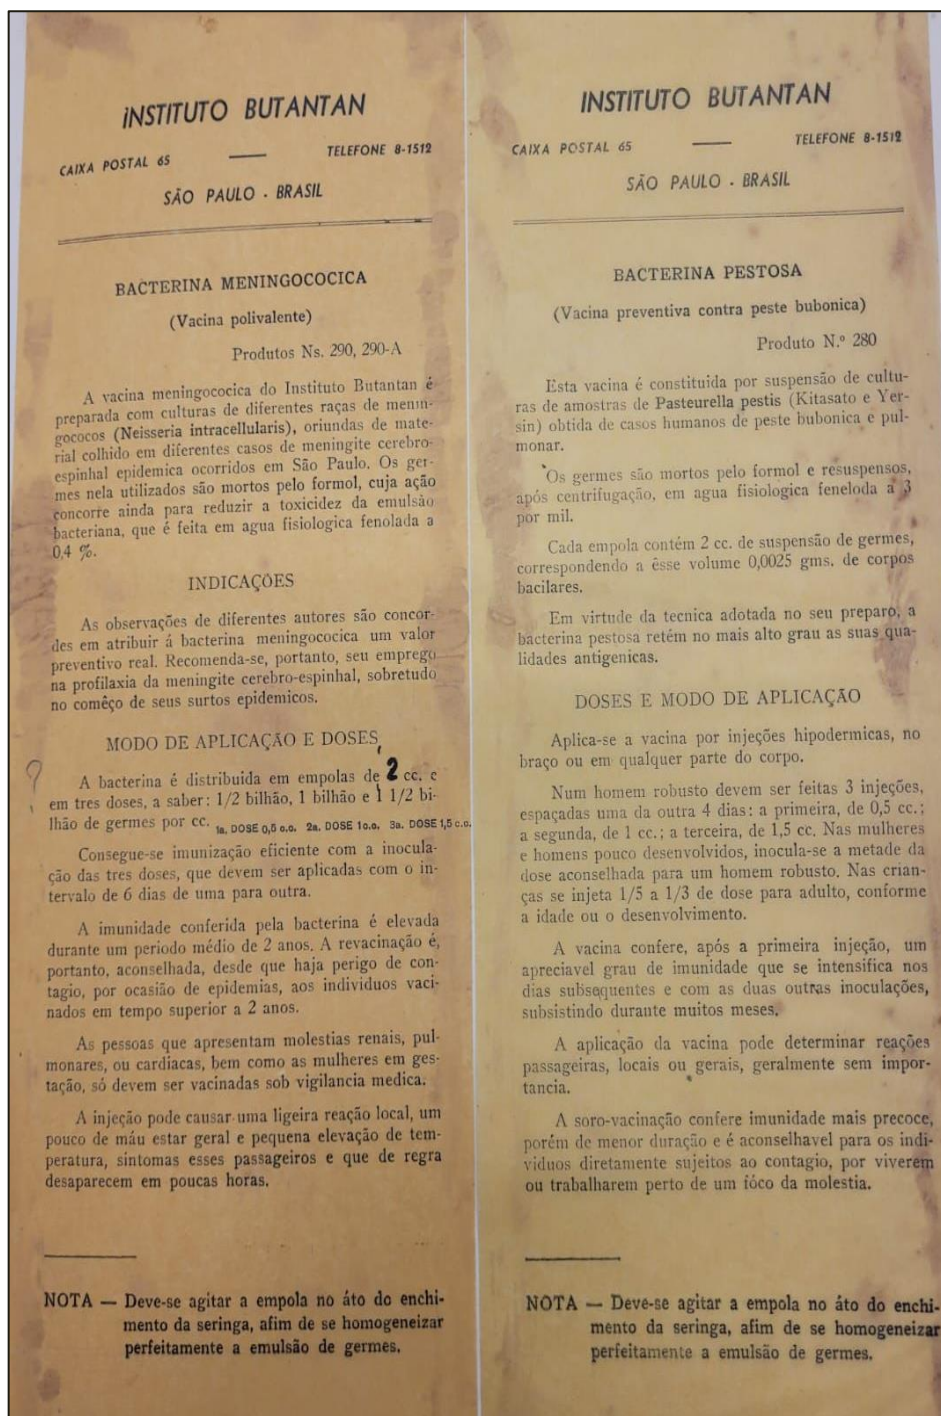 iNSTITUTO BUTANTAN
CAIXA POSTAL 65 — TELEFONE 8-1512
SÃO PAULO - BRASIL
BACTERINA MENINGOCOCICA
(Vacina polivalente)
Produtos Ns. 290, 290-A
A vacina meningococica do Instituto Butantan é
preparada com culturas de diferentes raças de menin-
gococos (Neisseria intracellularis), oriundas de mate-
rial colhido em diferentes casos de meningite cerebro-
espinhal epidemica ocorridos em São Paulo. Os ger-
mes nela utilizados são mortos pelo formol, cuja ação
concorre ainda para reduzir a toxicidez da emulsão
bacteriana, que é feita em agua fisiologica fenolada a
0,4 %.
INDICAÇÕES
As observações de diferentes autores são concor-
des em atribuir á bacterina meningococica um valor
preventivo real. Recomenda-se, portanto, seu emprego
na profilaxia da meningite cerebro-espinhal, sobretudo
no comêço de seus surtos epidemicos.
MODO DE APLICAÇÃO E DOSES
? A bacterina é distribuida em empolas de 2 cc. e
em tres doses, a saber: 1/2 bilhão, 1 bilhão e 1 1/2 bi-
lhão de germes por cc. 1a. DOSE 0,5 c.c. 2a. DOSE 1c.c. 3a. DOSE 1,5 c.c.
Consegue-se imunização eficiente com a inocula-
ção das tres doses, que devem ser aplicadas com o in-
tervalo de 6 dias de uma para outra.
A imunidade conferida pela bacterina é elevada
durante um periodo médio de 2 anos. A revacinação é,
portanto, aconselhada, desde que haja perigo de con-
tagio, por ocasião de epidemias, aos individuos vaci-
nados em tempo superior a 2 anos.
As pessoas que apresentam molestias renais, pul-
monares, ou cardiacas, bem como as mulheres em ges-
tação, só devem ser vacinadas sob vigilancia medica.
A injeção pode causar uma ligeira reação local, um
pouco de máu estar geral e pequena elevação de tem-
peratura, sintomas esses passageiros e que de regra
desaparecem em poucas horas.
NOTA — Deve-se agitar a empola no áto do enchi-
mento da seringa, afim de se homogeneizar
perfeitamente a emulsão de germes.
INSTITUTO BUTANTAN
CAIXA POSTAL 65 — TELEFONE 8-1512
SÃO PAULO - BRASIL
BACTERINA PESTOSA
(Vacina preventiva contra peste bubonica)
Produto N.º 280
Esta vacina é constituida por suspensão de cultu-
ras de amostras de Pasteurella pestis (Kitasato e Yer-
sin) obtida de casos humanos de peste bubonica e pul-
monar.
Os germes são mortos pelo formol e resuspensos,
após centrifugação, em agua fisiologica feneloda a 3
por mil.
Cada empola contém 2 cc. de suspensão de germes,
correspondendo a êsse volume 0,0025 gms. de corpos
bacilares.
Em virtude da tecnica adotada no seu preparo, a
bacterina pestosa retém no mais alto grau as suas qua-
lidades antigenicas.
DOSES E MODO DE APLICAÇÃO
Aplica-se a vacina por injeções hipodermicas, no
braço ou em qualquer parte do corpo.
Num homem robusto devem ser feitas 3 injeções,
espaçadas uma da outra 4 dias: a primeira, de 0,5 cc.;
a segunda, de 1 cc.; a terceira, de 1,5 cc. Nas mulheres
e homens pouco desenvolvidos, inocula-se a metade da
dose aconselhada para um homem robusto. Nas crian-
ças se injeta 1/5 a 1/3 de dose para adulto, conforme
a idade ou o desenvolvimento.
A vacina confere, após a primeira injeção, um
apreciavel grau de imunidade que se intensifica nos
dias subsequentes e com as duas outras inoculações,
subsistindo durante muitos meses.
A aplicação da vacina pode determinar reações
passageiras, locais ou gerais, geralmente sem impor-
tancia.
A soro-vacinação confere imunidade mais precoce,
porém de menor duração e é aconselhavel para os indi-
viduos diretamente sujeitos ao contagio, por viverem
ou trabalharem perto de um fóco da molestia.
NOTA — Deve-se agitar a empola no áto do enchi-
mento da seringa, afim de se homogeneizar
perfeitamente a emulsão de germes.